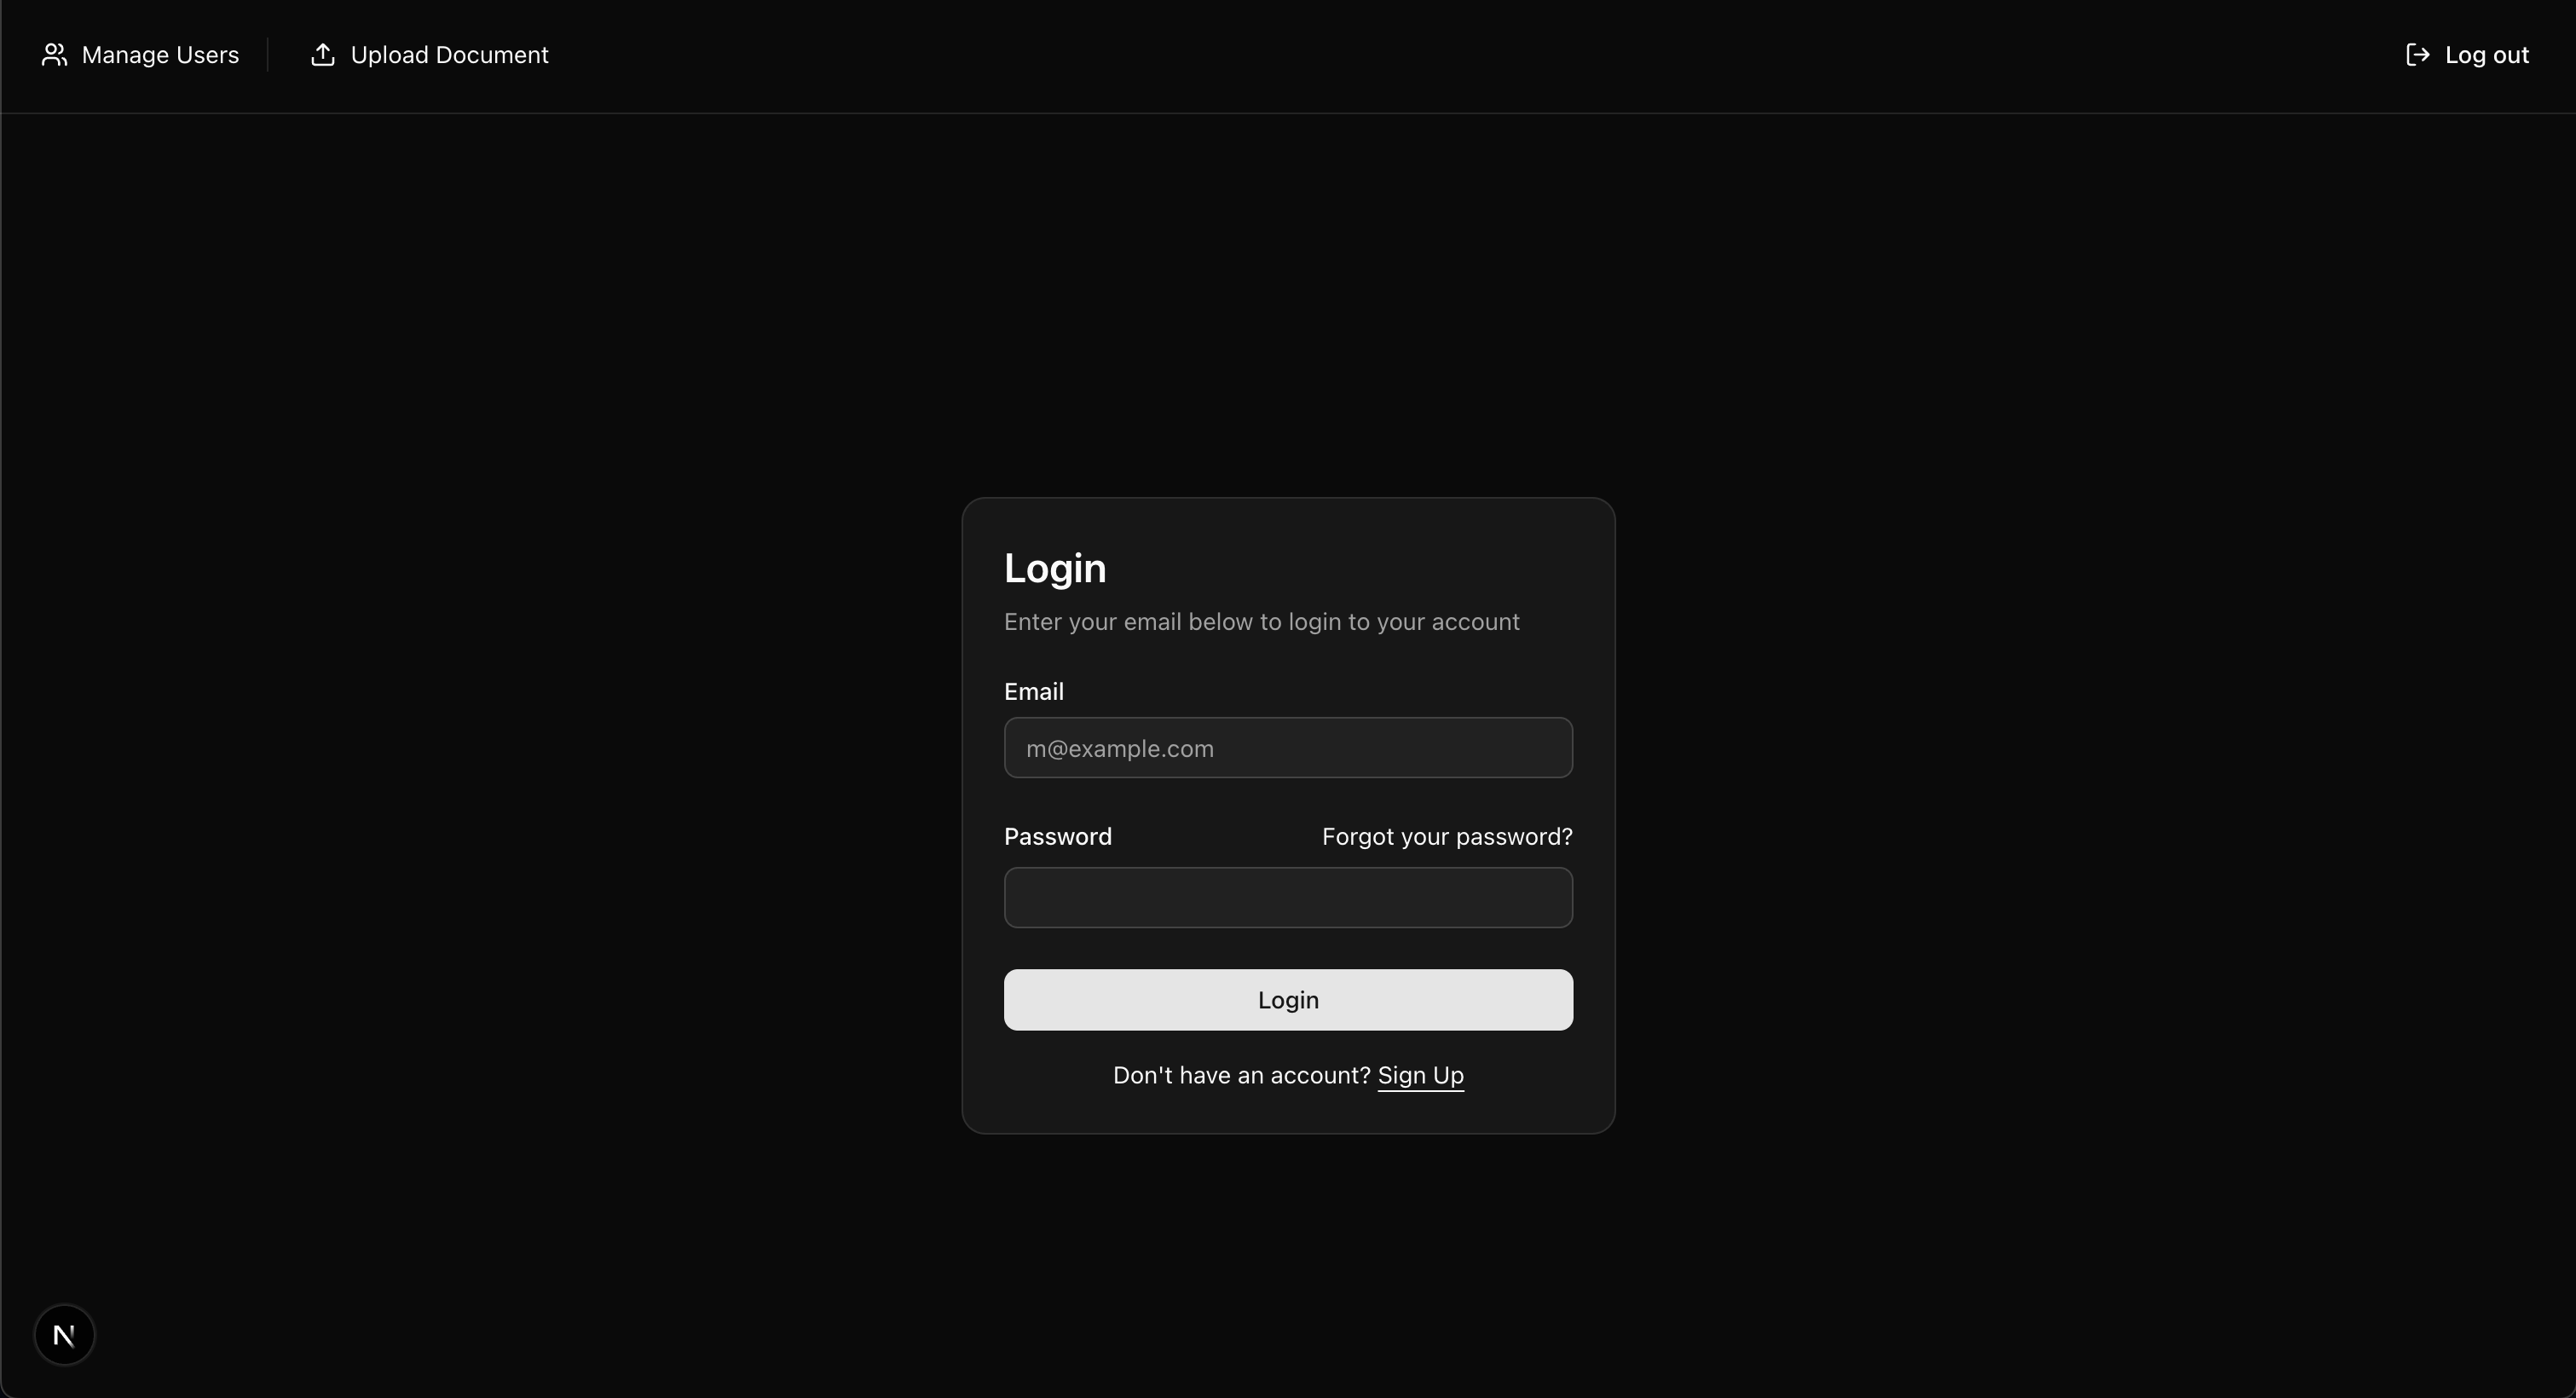 Manage Users Upload Document Log out
Login
Enter your email below to login to your account
Email
m@example.com
Password Forgot your password?
Login
Don't have an account? Sign Up
N